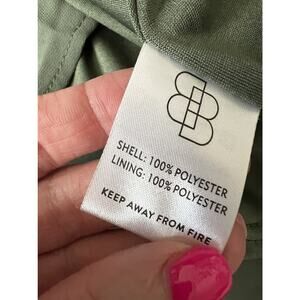 SHELL: 100% POLYESTER
LINING: 100% POLYESTER
KEEP AWAY FROM FIRE